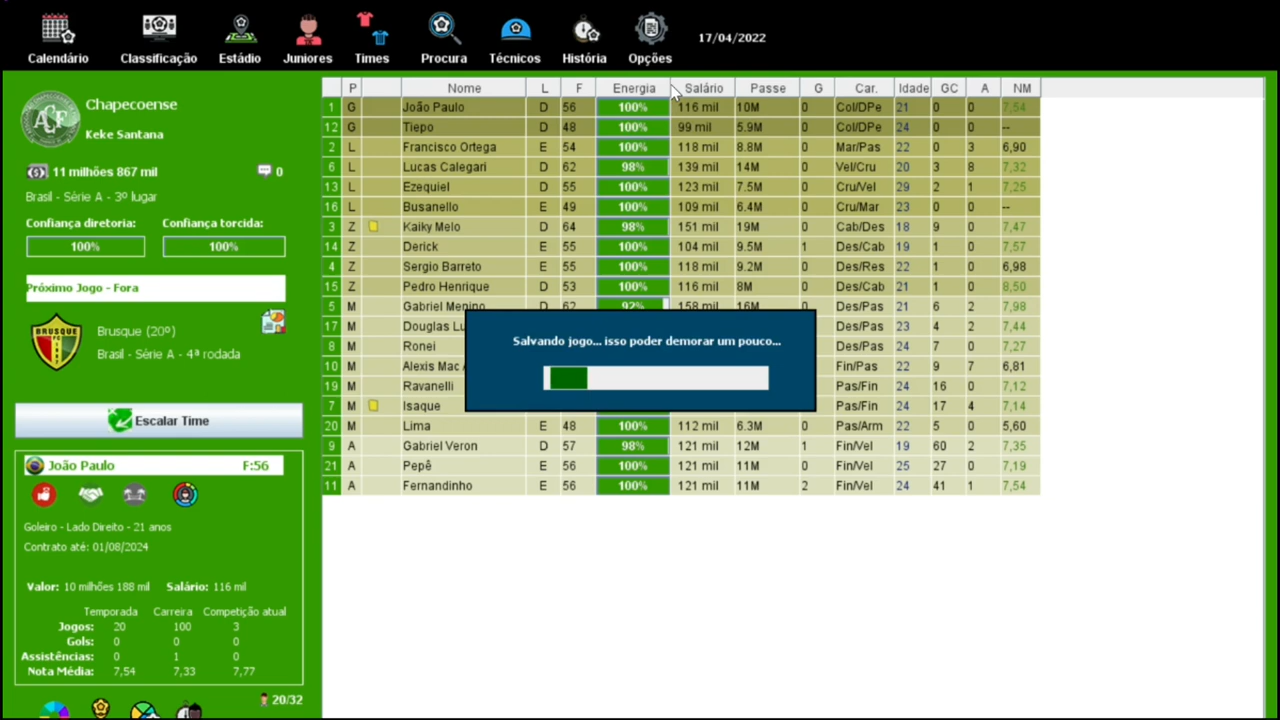 Calendário Classificação Estádio Juniores Times Procura Técnicos História Opções 17/04/2022
ACF
Chapecoense
Keke Santana
11 milhões 867 mil 0
Brasil - Série A - 3º lugar
Confiança diretoria: Confiança torcida:
100% 100%
Próximo Jogo - Fora
BRUSQUE
Brusque (20º)
Brasil - Série A - 4ª rodada
Escalar Time
João Paulo F:56
Goleiro - Lado Direito - 21 anos
Contrato até: 01/08/2024
Valor: 10 milhões 188 mil Salário: 116 mil
Temporada Carreira Competição atual
Jogos: 20 100 3
Gols: 0 0 0
Assistências: 0 1 0
Nota Média: 7,54 7,33 7,77
20/32
P Nome L F Energia Salário Passe G Car. Idade GC A NM
1 G João Paulo D 56 100% 116 mil 10M 0 Col/DPe 21 0 0 7,54
12 G Tiepo D 48 100% 99 mil 5.9M 0 Col/DPe 24 0 0 --
2 L Francisco Ortega E 54 100% 118 mil 8.8M 0 Mar/Pas 22 0 3 6,90
6 L Lucas Calegari D 62 98% 139 mil 14M 0 Vel/Cru 20 3 8 7,32
13 L Ezequiel D 55 100% 123 mil 7.5M 0 Cru/Vel 29 2 1 7,25
16 L Busanello E 49 100% 109 mil 6.4M 0 Cru/Mar 23 0 0 --
3 Z Kaiky Melo D 64 98% 151 mil 19M 0 Cab/Des 18 9 0 7,47
14 Z Derick E 55 100% 104 mil 9.5M 1 Des/Cab 19 1 0 7,57
4 Z Sergio Barreto E 55 100% 118 mil 9.2M 0 Des/Res 22 1 0 6,98
15 Z Pedro Henrique D 53 100% 116 mil 8M 0 Des/Cab 21 1 0 8,50
5 M Gabriel Menino D 62 92% 158 mil 16M 0 Des/Pas 21 6 2 7,98
17 M Douglas Lu Des/Pas 23 4 2 7,44
8 M Ronei Des/Pas 24 7 0 7,27
10 M Alexis Mac Fin/Pas 22 9 7 6,81
19 M Ravanelli Pas/Fin 24 16 0 7,12
7 M Isaque Pas/Fin 24 17 4 7,14
20 M Lima E 48 100% 112 mil 6.3M 0 Pas/Arm 22 5 0 5,60
9 A Gabriel Veron D 57 98% 121 mil 12M 1 Fin/Vel 19 60 2 7,35
21 A Pepê E 56 100% 121 mil 11M 0 Fin/Vel 25 27 0 7,19
11 A Fernandinho E 56 100% 121 mil 11M 2 Fin/Vel 24 41 1 7,54
Salvando jogo... isso poder demorar um pouco...